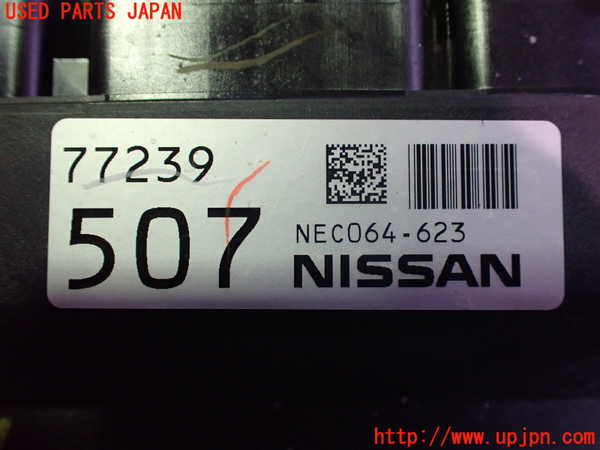 USED PARTS JAPAN
77239
507
NEC064-623
NISSAN
http://www.upjpn.com/